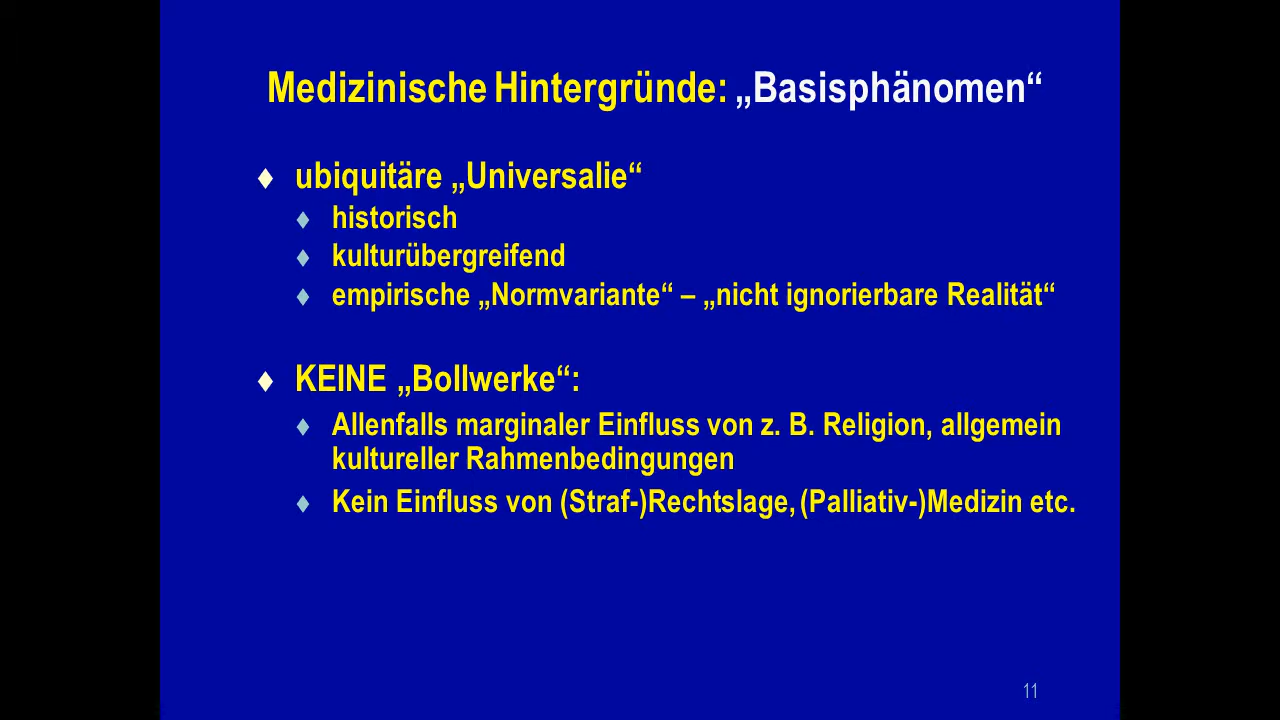 Medizinische Hintergründe: „Basisphänomen“
♦ ubiquitäre „Universalie“
♦ historisch
♦ kulturübergreifend
♦ empirische „Normvariante“ – „nicht ignorierbare Realität“
♦ KEINE „Bollwerke“:
♦ Allenfalls marginaler Einfluss von z. B. Religion, allgemein
kultureller Rahmenbedingungen
♦ Kein Einfluss von (Straf-)Rechtslage, (Palliativ-)Medizin etc.
11